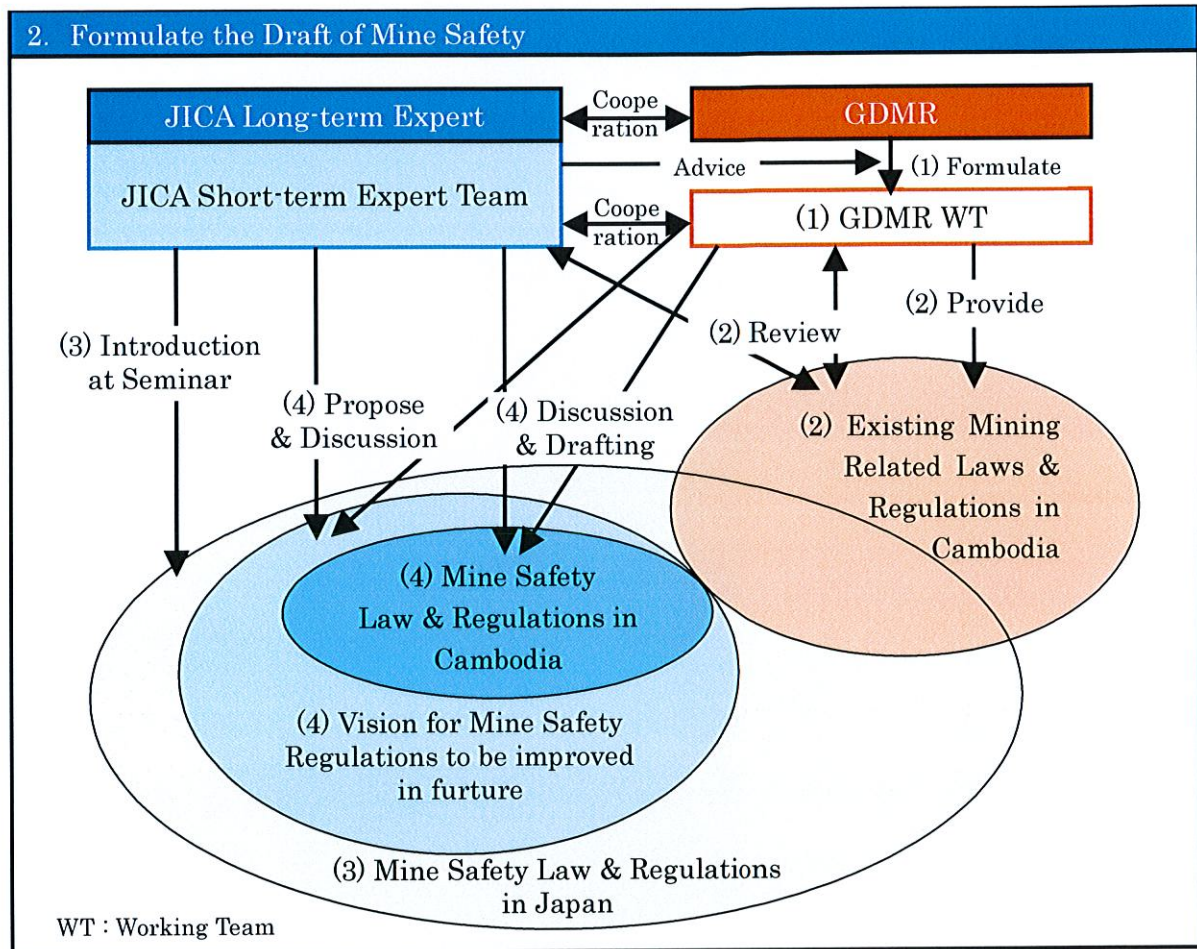 2. Formulate the Draft of Mine Safety
JICA Long-term Expert
Coope
ration
GDMR
JICA Short-term Expert Team
Advice
(1) Formulate
Coope
ration
(1) GDMR WT
(3) Introduction
at Seminar
(2) Review
(2) Provide
(4) Propose
& Discussion
(4) Discussion
& Drafting
(2) Existing Mining
Related Laws &
Regulations in
Cambodia
(4) Mine Safety
Law & Regulations in
Cambodia
(4) Vision for Mine Safety
Regulations to be improved
in furture
(3) Mine Safety Law & Regulations
in Japan
WT : Working Team